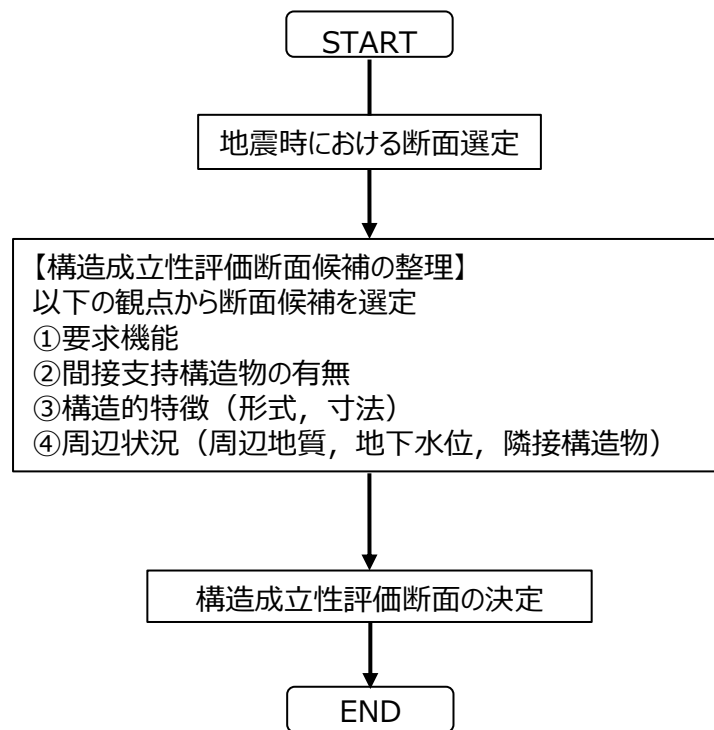 START
地震時における断面選定
【構造成立性評価断面候補の整理】
以下の観点から断面候補を選定
①要求機能
②間接支持構造物の有無
③構造的特徴（形式，寸法）
④周辺状況（周辺地質，地下水位，隣接構造物）
構造成立性評価断面の決定
END